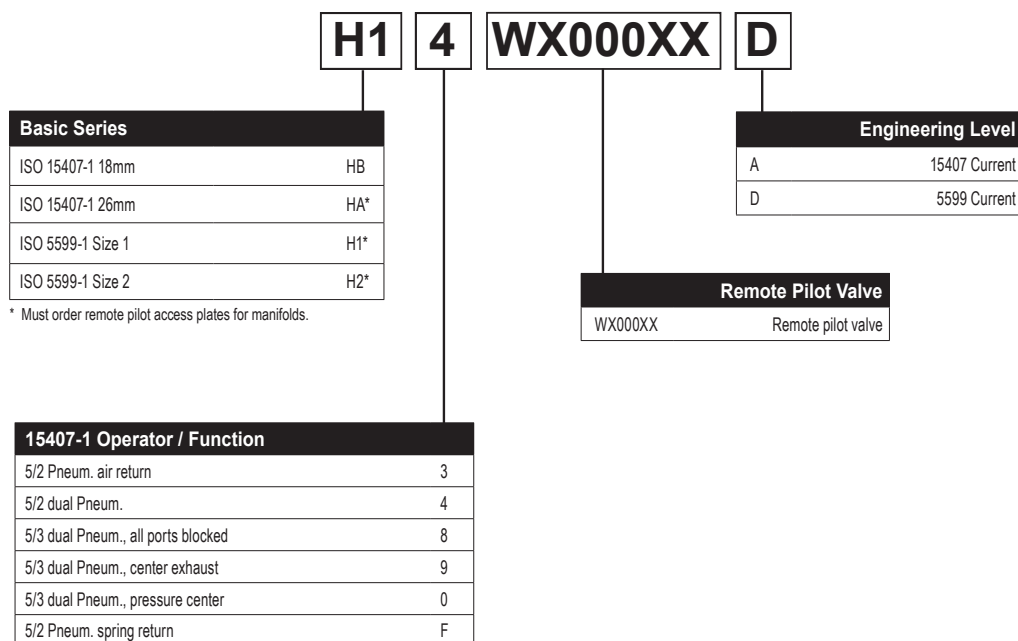 H1 4 WX000XX D
Basic Series
ISO 15407-1 18mm HB
ISO 15407-1 26mm HA*
ISO 5599-1 Size 1 H1*
ISO 5599-1 Size 2 H2*
* Must order remote pilot access plates for manifolds.
Engineering Level
A 15407 Current
D 5599 Current
Remote Pilot Valve
WX000XX Remote pilot valve
15407-1 Operator / Function
5/2 Pneum. air return 3
5/2 dual Pneum. 4
5/3 dual Pneum., all ports blocked 8
5/3 dual Pneum., center exhaust 9
5/3 dual Pneum., pressure center 0
5/2 Pneum. spring return F